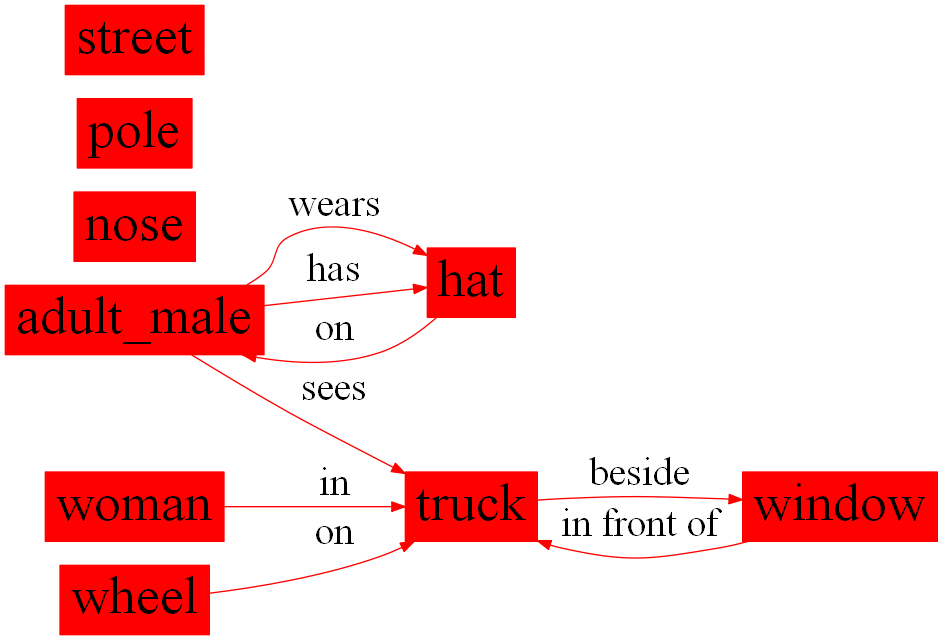 street
pole
nose
wears
has
hat
adult_male
on
sees
woman
in
truck
beside
window
on
in front of
wheel